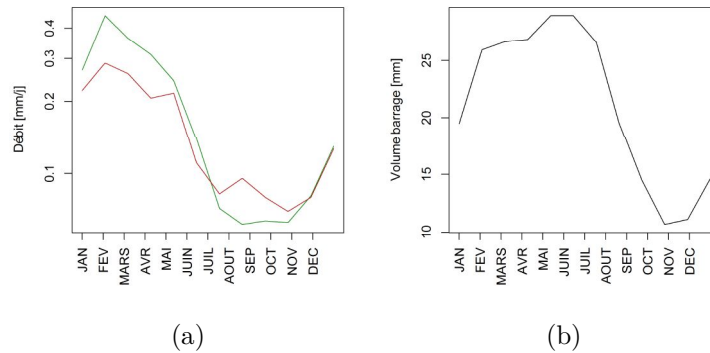 Débit [mm/j]
0.4
0.3
0.2
0.1
JAN FEV MARS AVR MAI JUIN JUIL AOUT SEP OCT NOV DEC
(a)
Volume barrage [mm]
25
20
15
10
JAN FEV MARS AVR MAI JUIN JUIL AOUT SEP OCT NOV DEC
(b)